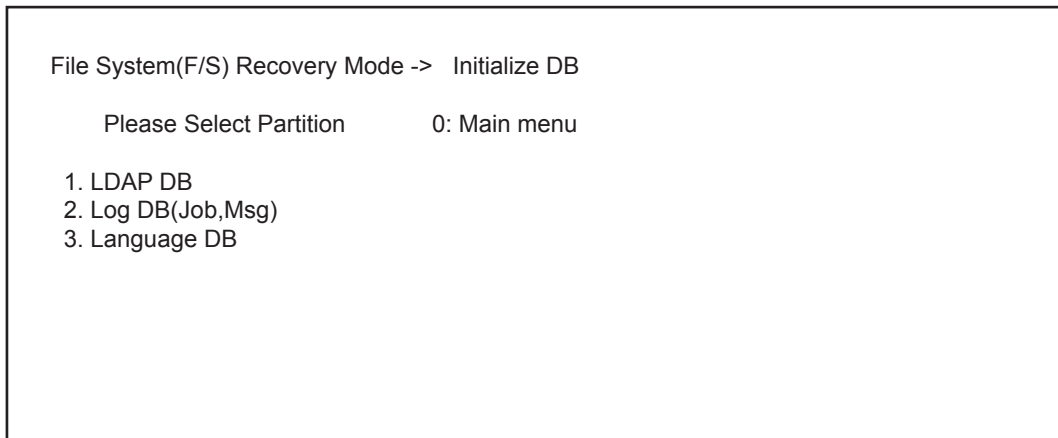 File System(F/S) Recovery Mode -> Initialize DB
Please Select Partition 0: Main menu
1. LDAP DB
2. Log DB(Job,Msg)
3. Language DB